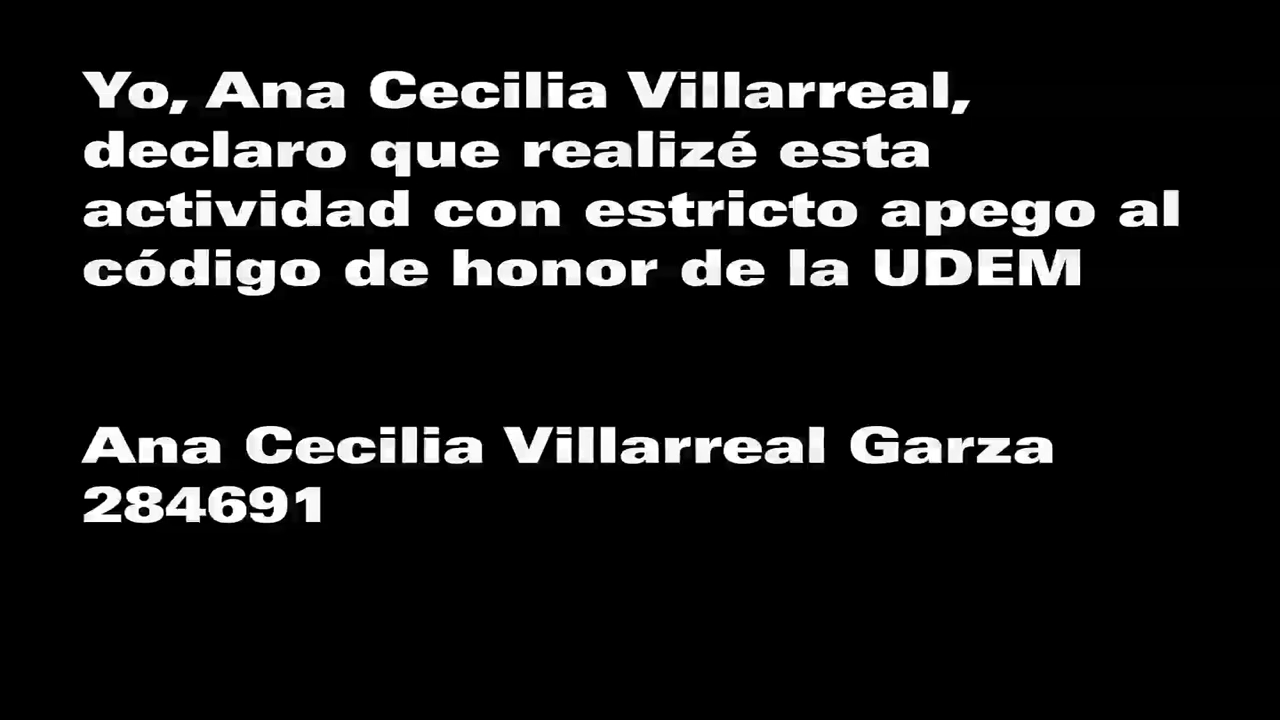 Yo, Ana Cecilia Villarreal,
declaro que realizé esta
actividad con estricto apego al
código de honor de la UDEM
Ana Cecilia Villarreal Garza
284691